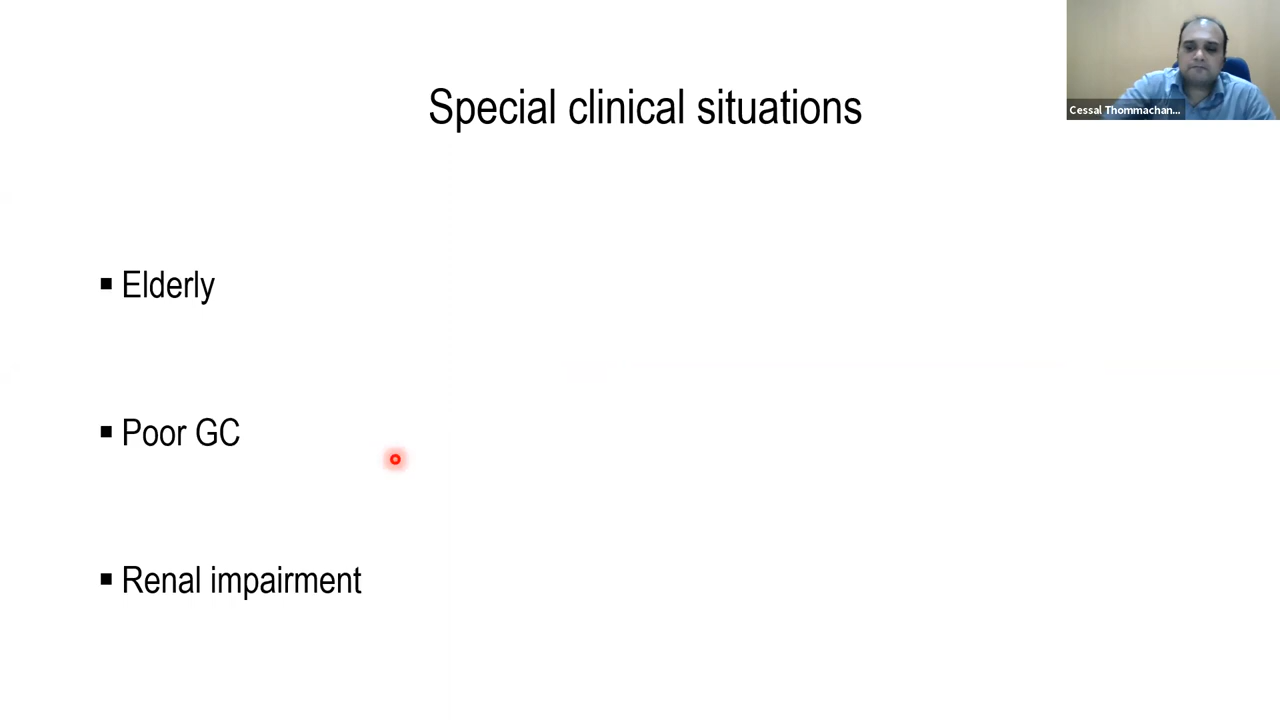 Special clinical situations
Cessal Thommachan...
▪ Elderly
▪ Poor GC
▪ Renal impairment